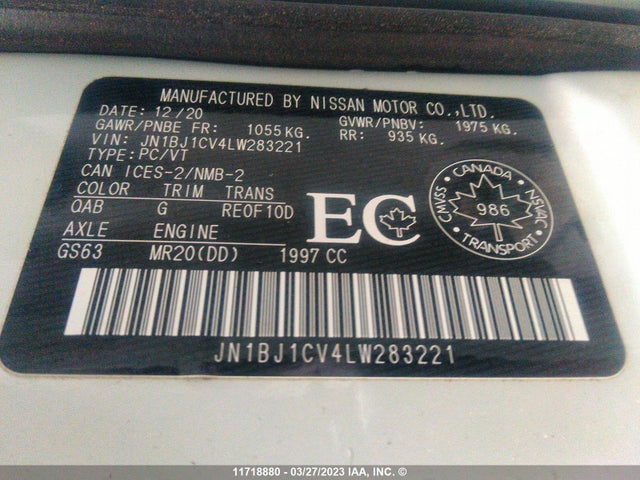 MANUFACTURED BY NISSAN MOTOR CO.,LTD.
DATE: 12/20 GVWR/PNBV: 1975 KG.
GAWR/PNBE FR: 1055 KG. RR: 935 KG.
VIN: JN1BJ1CV4LW283221
TYPE: PC/VT
CAN ICES-2/NMB-2
COLOR TRIM TRANS
QAB G RE0F10D
AXLE ENGINE
GS63 MR20(DD) 1997 CC
EC
CANADA
CMVSS 986 NSVAC
TRANSPORT
JN1BJ1CV4LW283221
11718880 - 03/27/2023 IAA, INC. ©